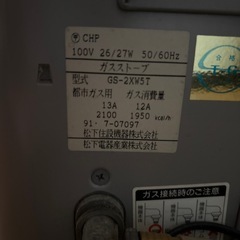 CHP
100V 26/27W 50/60Hz
ガスストーブ
型式 GS-2XW5T
都市ガス用 ガス消費量
13A 12A
2100 1950 kcal/h
91.7-07097
松下住設機器株式会社
松下電器産業株式会社
合格
ガス接続時のご注意